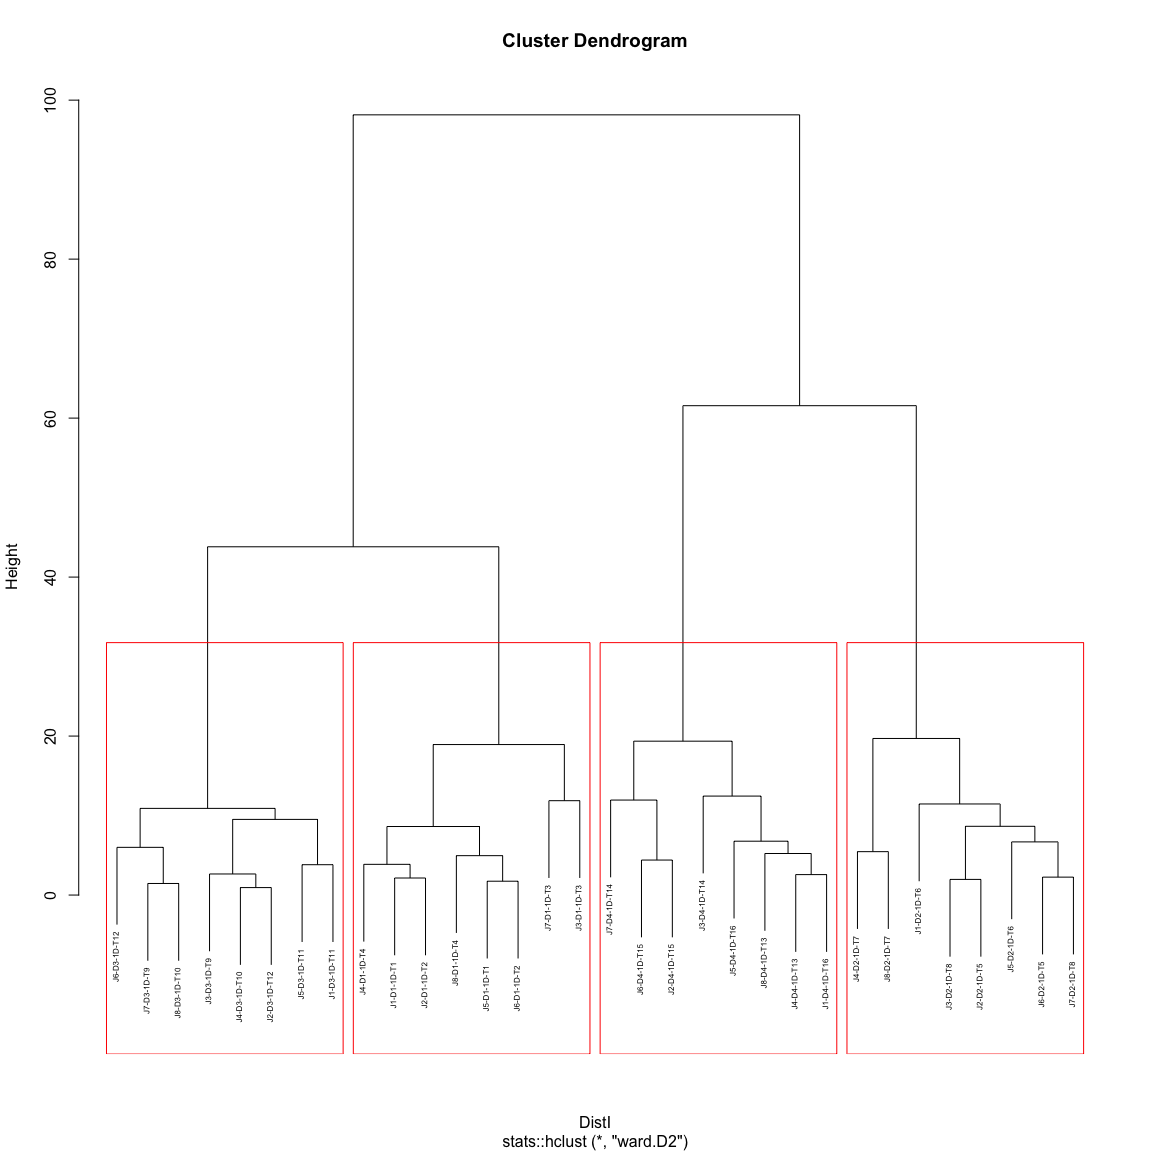 Cluster Dendrogram
Height
100
80
60
40
20
0
J6-D3-1D-T12
J7-D3-1D-T9
J8-D3-1D-T10
J3-D3-1D-T9
J4-D3-1D-T10
J2-D3-1D-T12
J5-D3-1D-T11
J1-D3-1D-T11
J4-D1-1D-T4
J1-D1-1D-T1
J2-D1-1D-T2
J8-D1-1D-T4
J5-D1-1D-T1
J6-D1-1D-T2
J7-D1-1D-T3
J3-D1-1D-T3
J7-D4-1D-T14
J6-D4-1D-T15
J2-D4-1D-T15
J3-D4-1D-T14
J5-D4-1D-T16
J8-D4-1D-T13
J4-D4-1D-T13
J1-D4-1D-T16
J4-D2-1D-T7
J8-D2-1D-T7
J1-D2-1D-T6
J3-D2-1D-T8
J2-D2-1D-T5
J5-D2-1D-T6
J6-D2-1D-T5
J7-D2-1D-T8
DistI
stats::hclust (*, "ward.D2")